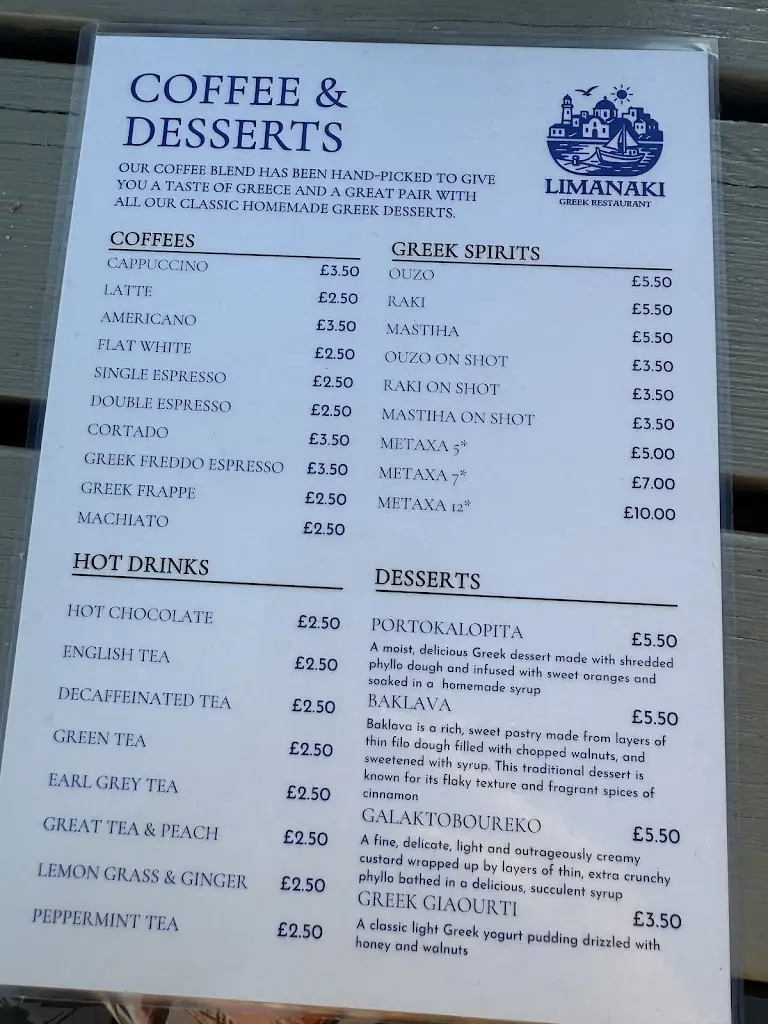 COFFEE &
DESSERTS
OUR COFFEE BLEND HAS BEEN HAND-PICKED TO GIVE
YOU A TASTE OF GREECE AND A GREAT PAIR WITH
ALL OUR CLASSIC HOMEMADE GREEK DESSERTS.
LIMANAKI
GREEK RESTAURANT
COFFEES
CAPPUCCINO £3.50
LATTE £2.50
AMERICANO £3.50
FLAT WHITE £2.50
SINGLE ESPRESSO £2.50
DOUBLE ESPRESSO £2.50
CORTADO £3.50
GREEK FREDDO ESPRESSO £3.50
GREEK FRAPPE £2.50
MACHIATO £2.50
GREEK SPIRITS
OUZO £5.50
RAKI £5.50
MASTIHA £5.50
OUZO ON SHOT £3.50
RAKI ON SHOT £3.50
MASTIHA ON SHOT £3.50
METAXA 5* £5.00
METAXA 7* £7.00
METAXA 12* £10.00
HOT DRINKS
HOT CHOCOLATE £2.50
ENGLISH TEA £2.50
DECAFFEINATED TEA £2.50
GREEN TEA £2.50
EARL GREY TEA £2.50
GREAT TEA & PEACH £2.50
LEMON GRASS & GINGER £2.50
PEPPERMINT TEA £2.50
DESSERTS
PORTOKALOPITA £5.50
A moist, delicious Greek dessert made with shredded
phyllo dough and infused with sweet oranges and
soaked in a homemade syrup
BAKLAVA £5.50
Baklava is a rich, sweet pastry made from layers of
thin filo dough filled with chopped walnuts, and
sweetened with syrup. This traditional dessert is
known for its flaky texture and fragrant spices of
cinnamon
GALAKTOBOUREKO £5.50
A fine, delicate, light and outrageously creamy
custard wrapped up by layers of thin, extra crunchy
phyllo bathed in a delicious, succulent syrup
GREEK GIAOURTI £3.50
A classic light Greek yogurt pudding drizzled with
honey and walnuts